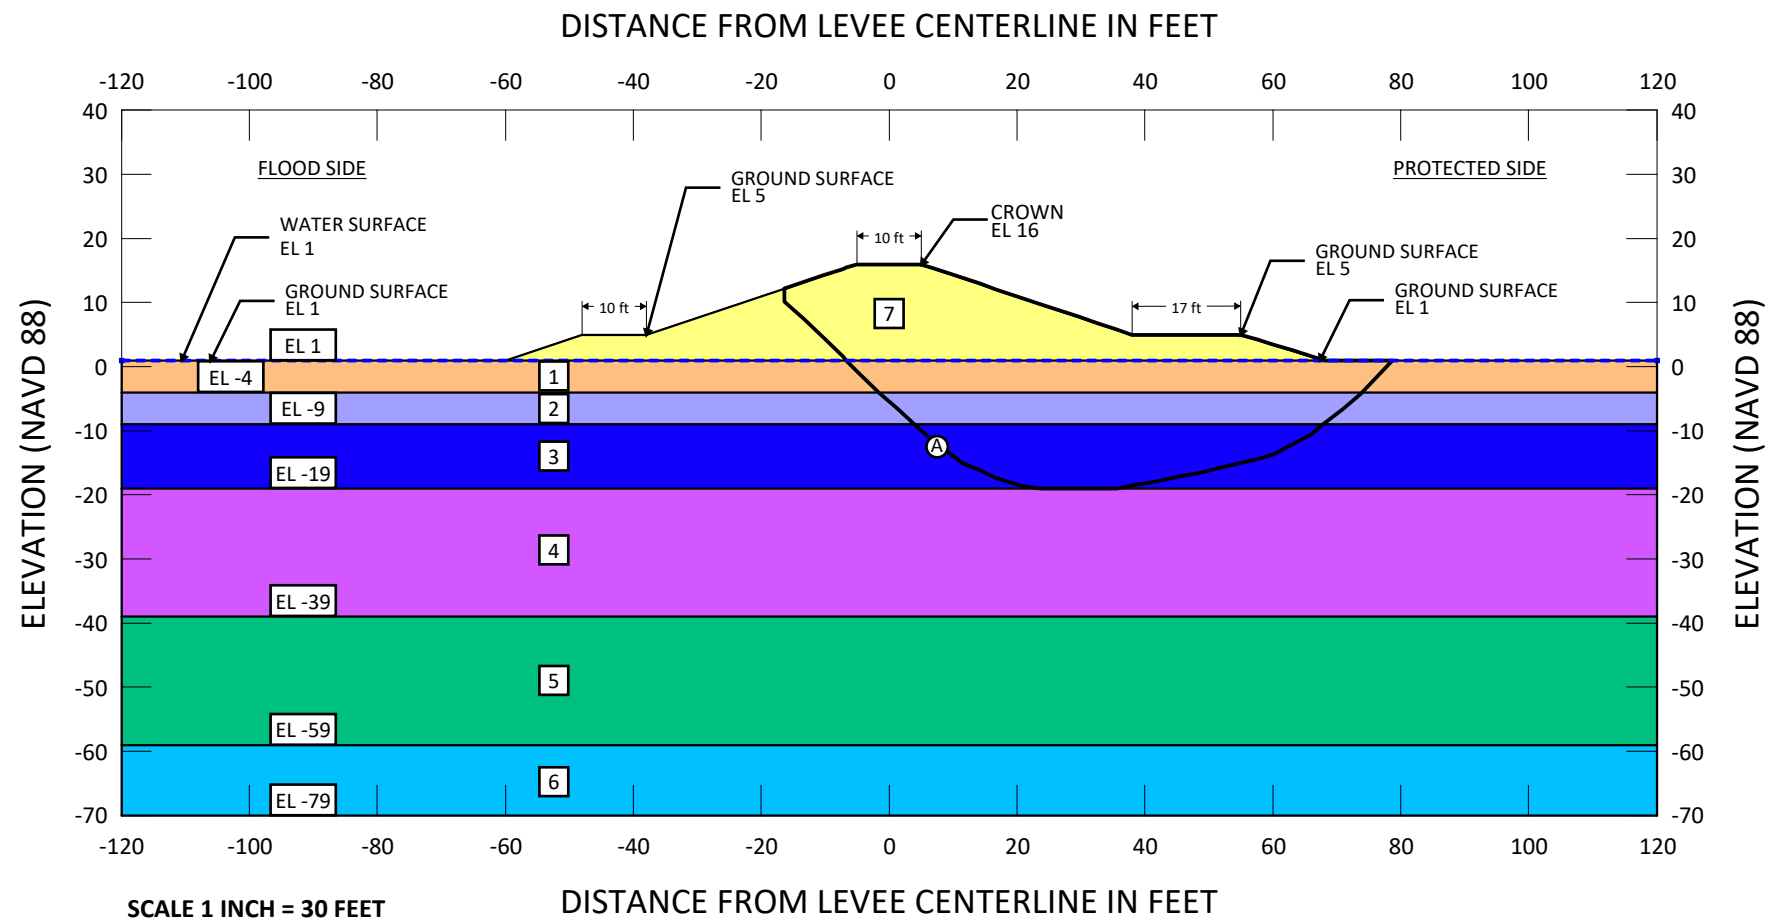 DISTANCE FROM LEVEE CENTERLINE IN FEET
-120 -100 -80 -60 -40 -20 0 20 40 60 80 100 120
40 40
FLOOD SIDE
PROTECTED SIDE
30 30
GROUND SURFACE
EL 5
CROWN
EL 16
WATER SURFACE
EL 1
20 20
10 ft
GROUND SURFACE
EL 5
GROUND SURFACE
EL 1
GROUND SURFACE
EL 1
10 10
10 ft
17 ft
7
EL 1
0 0
EL -4
1
EL -9
2
-10 -10
A
3
EL -19
-20 -20
4
-30 -30
EL -39
-40 -40
5
-50 -50
EL -59
-60 -60
6
EL -79
-70 -70
ELEVATION (NAVD 88)
ELEVATION (NAVD 88)
-120 -100 -80 -60 -40 -20 0 20 40 60 80 100 120
SCALE 1 INCH = 30 FEET
DISTANCE FROM LEVEE CENTERLINE IN FEET